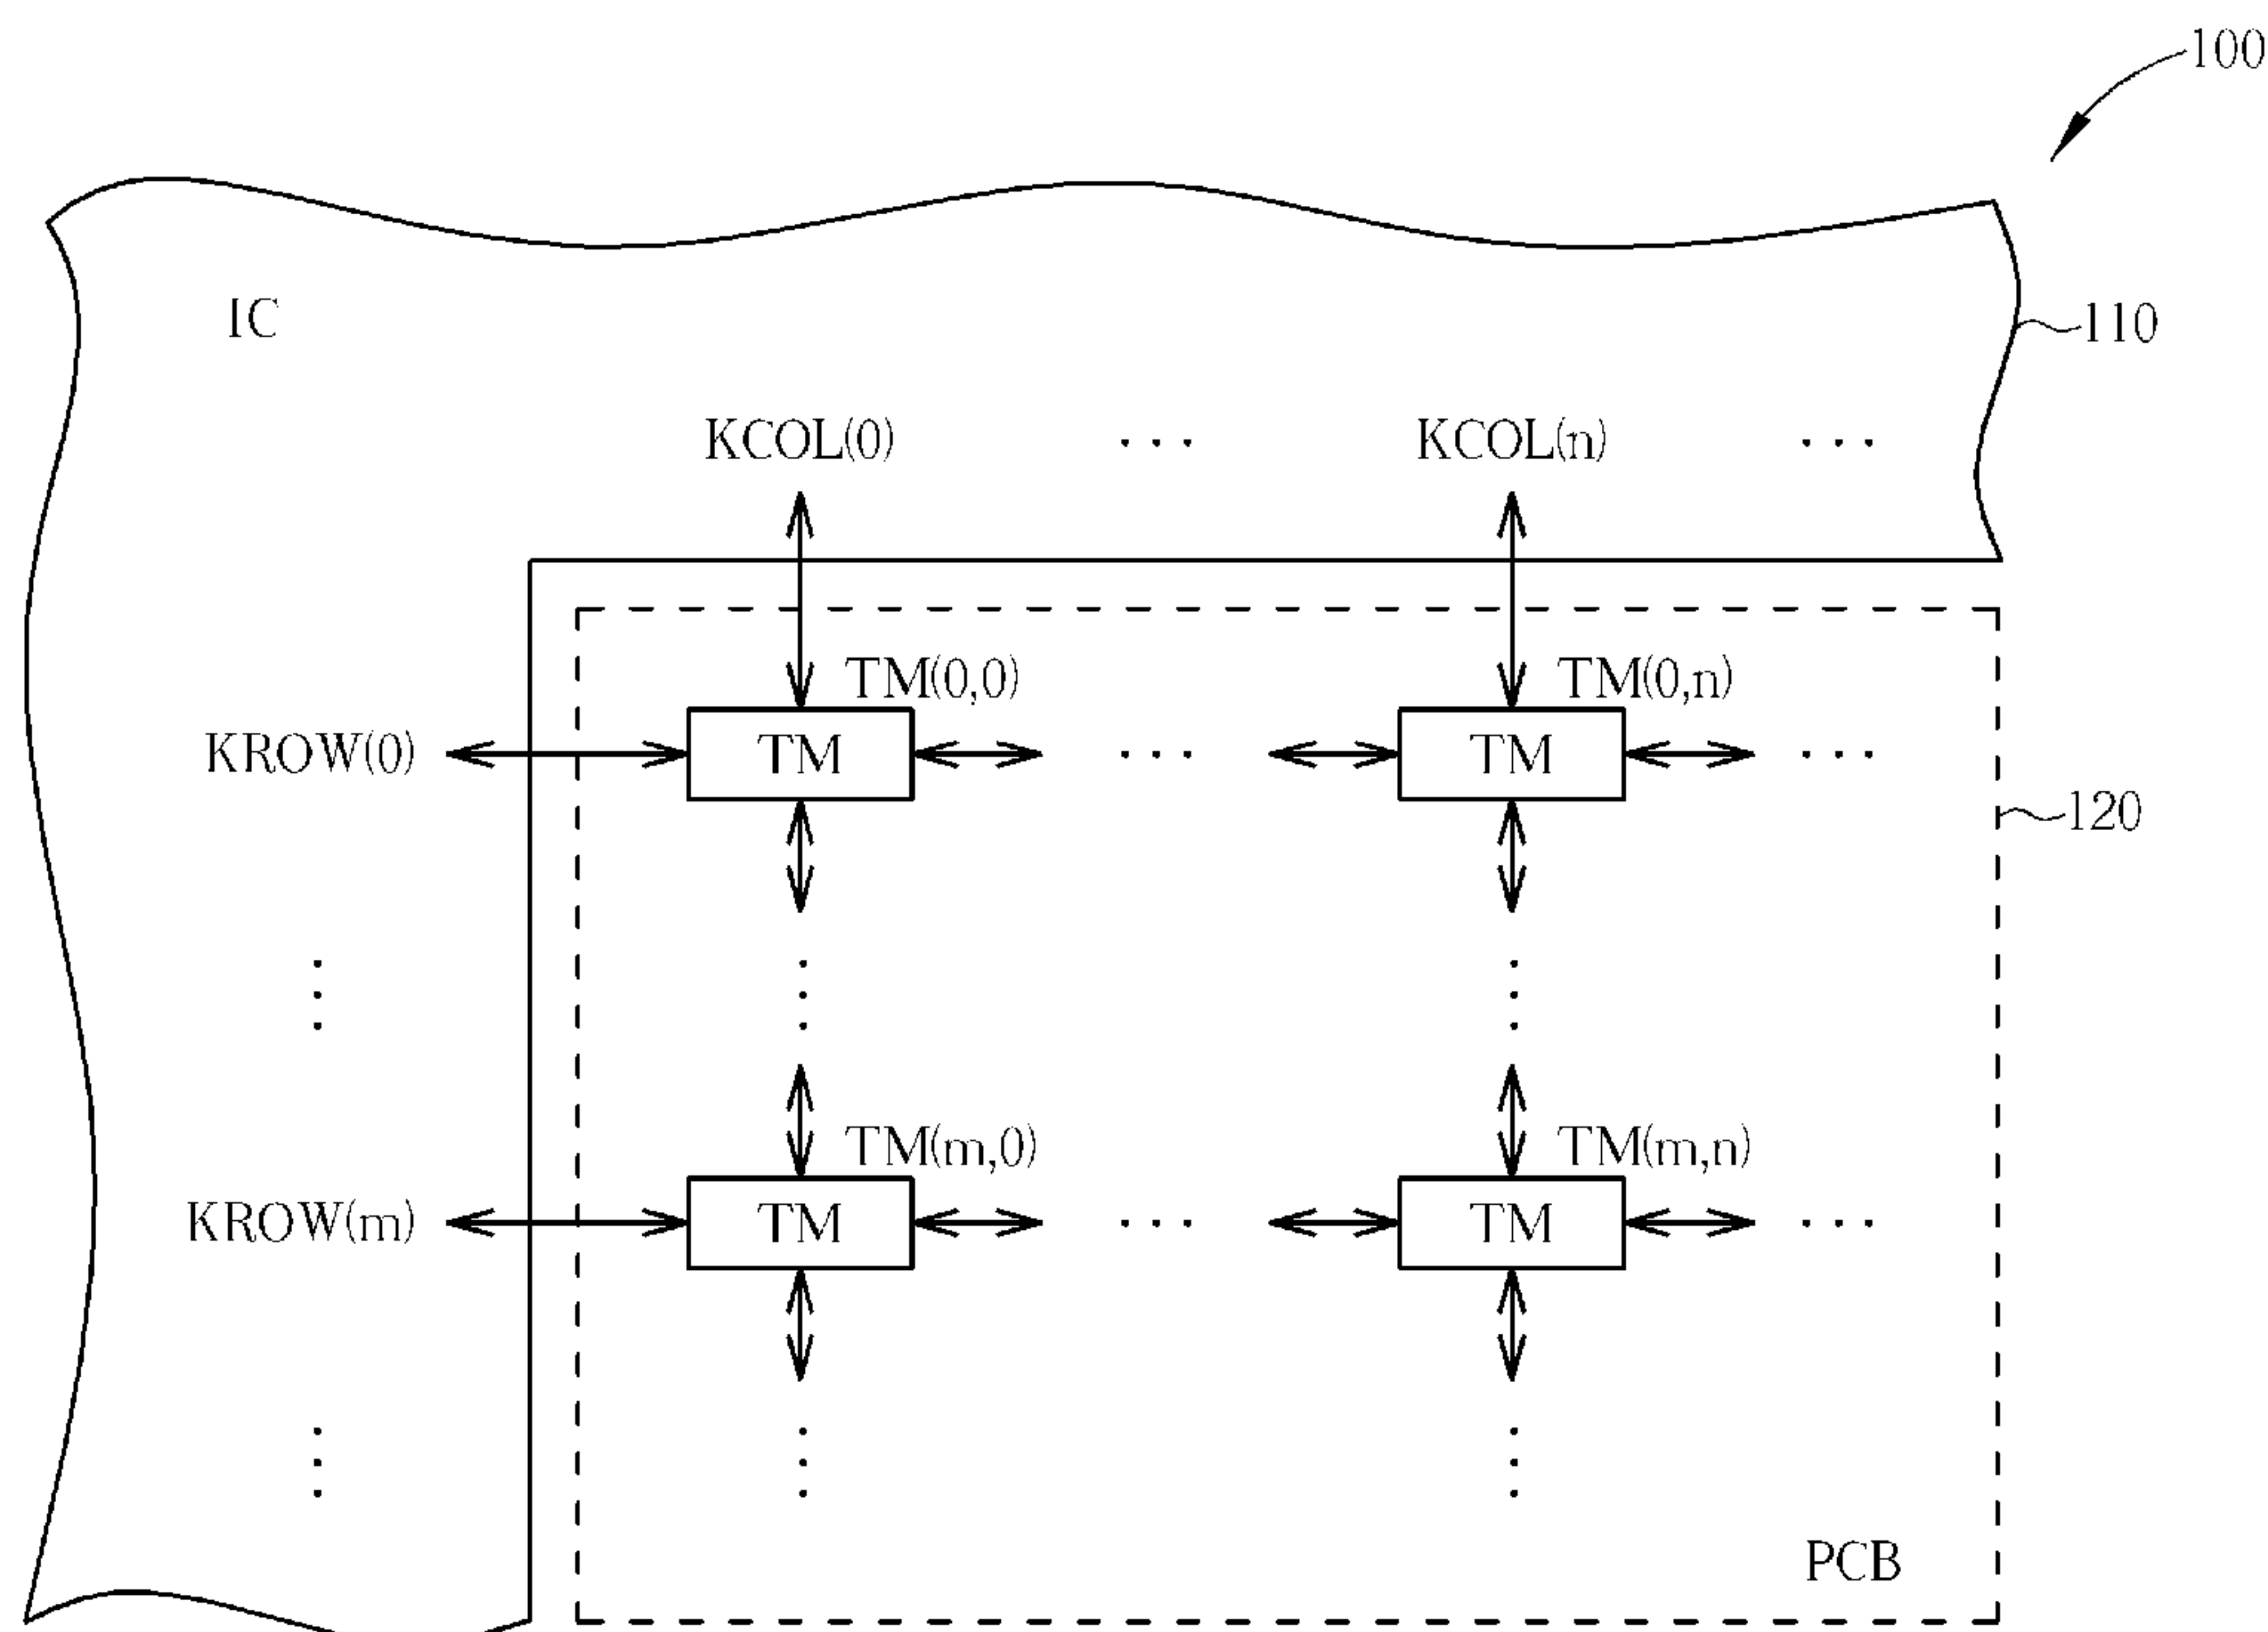 100
IC
110
KCOL(0) ··· KCOL(n) ···
TM(0,0) TM(0,n)
KROW(0) TM ··· TM ···
120
TM(m,0) TM(m,n)
KROW(m) TM ··· TM ···
PCB